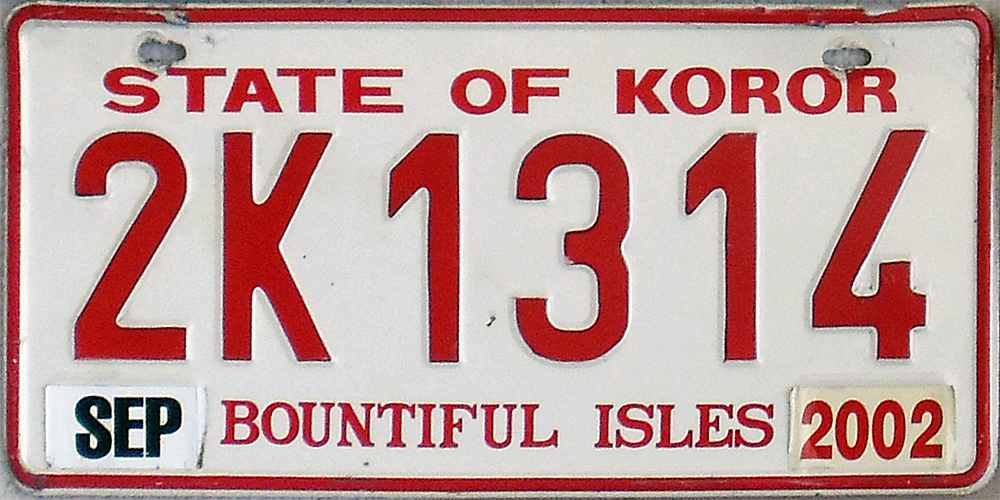 STATE OF KOROR
2K1314
SEP BOUNTIFUL ISLES 2002